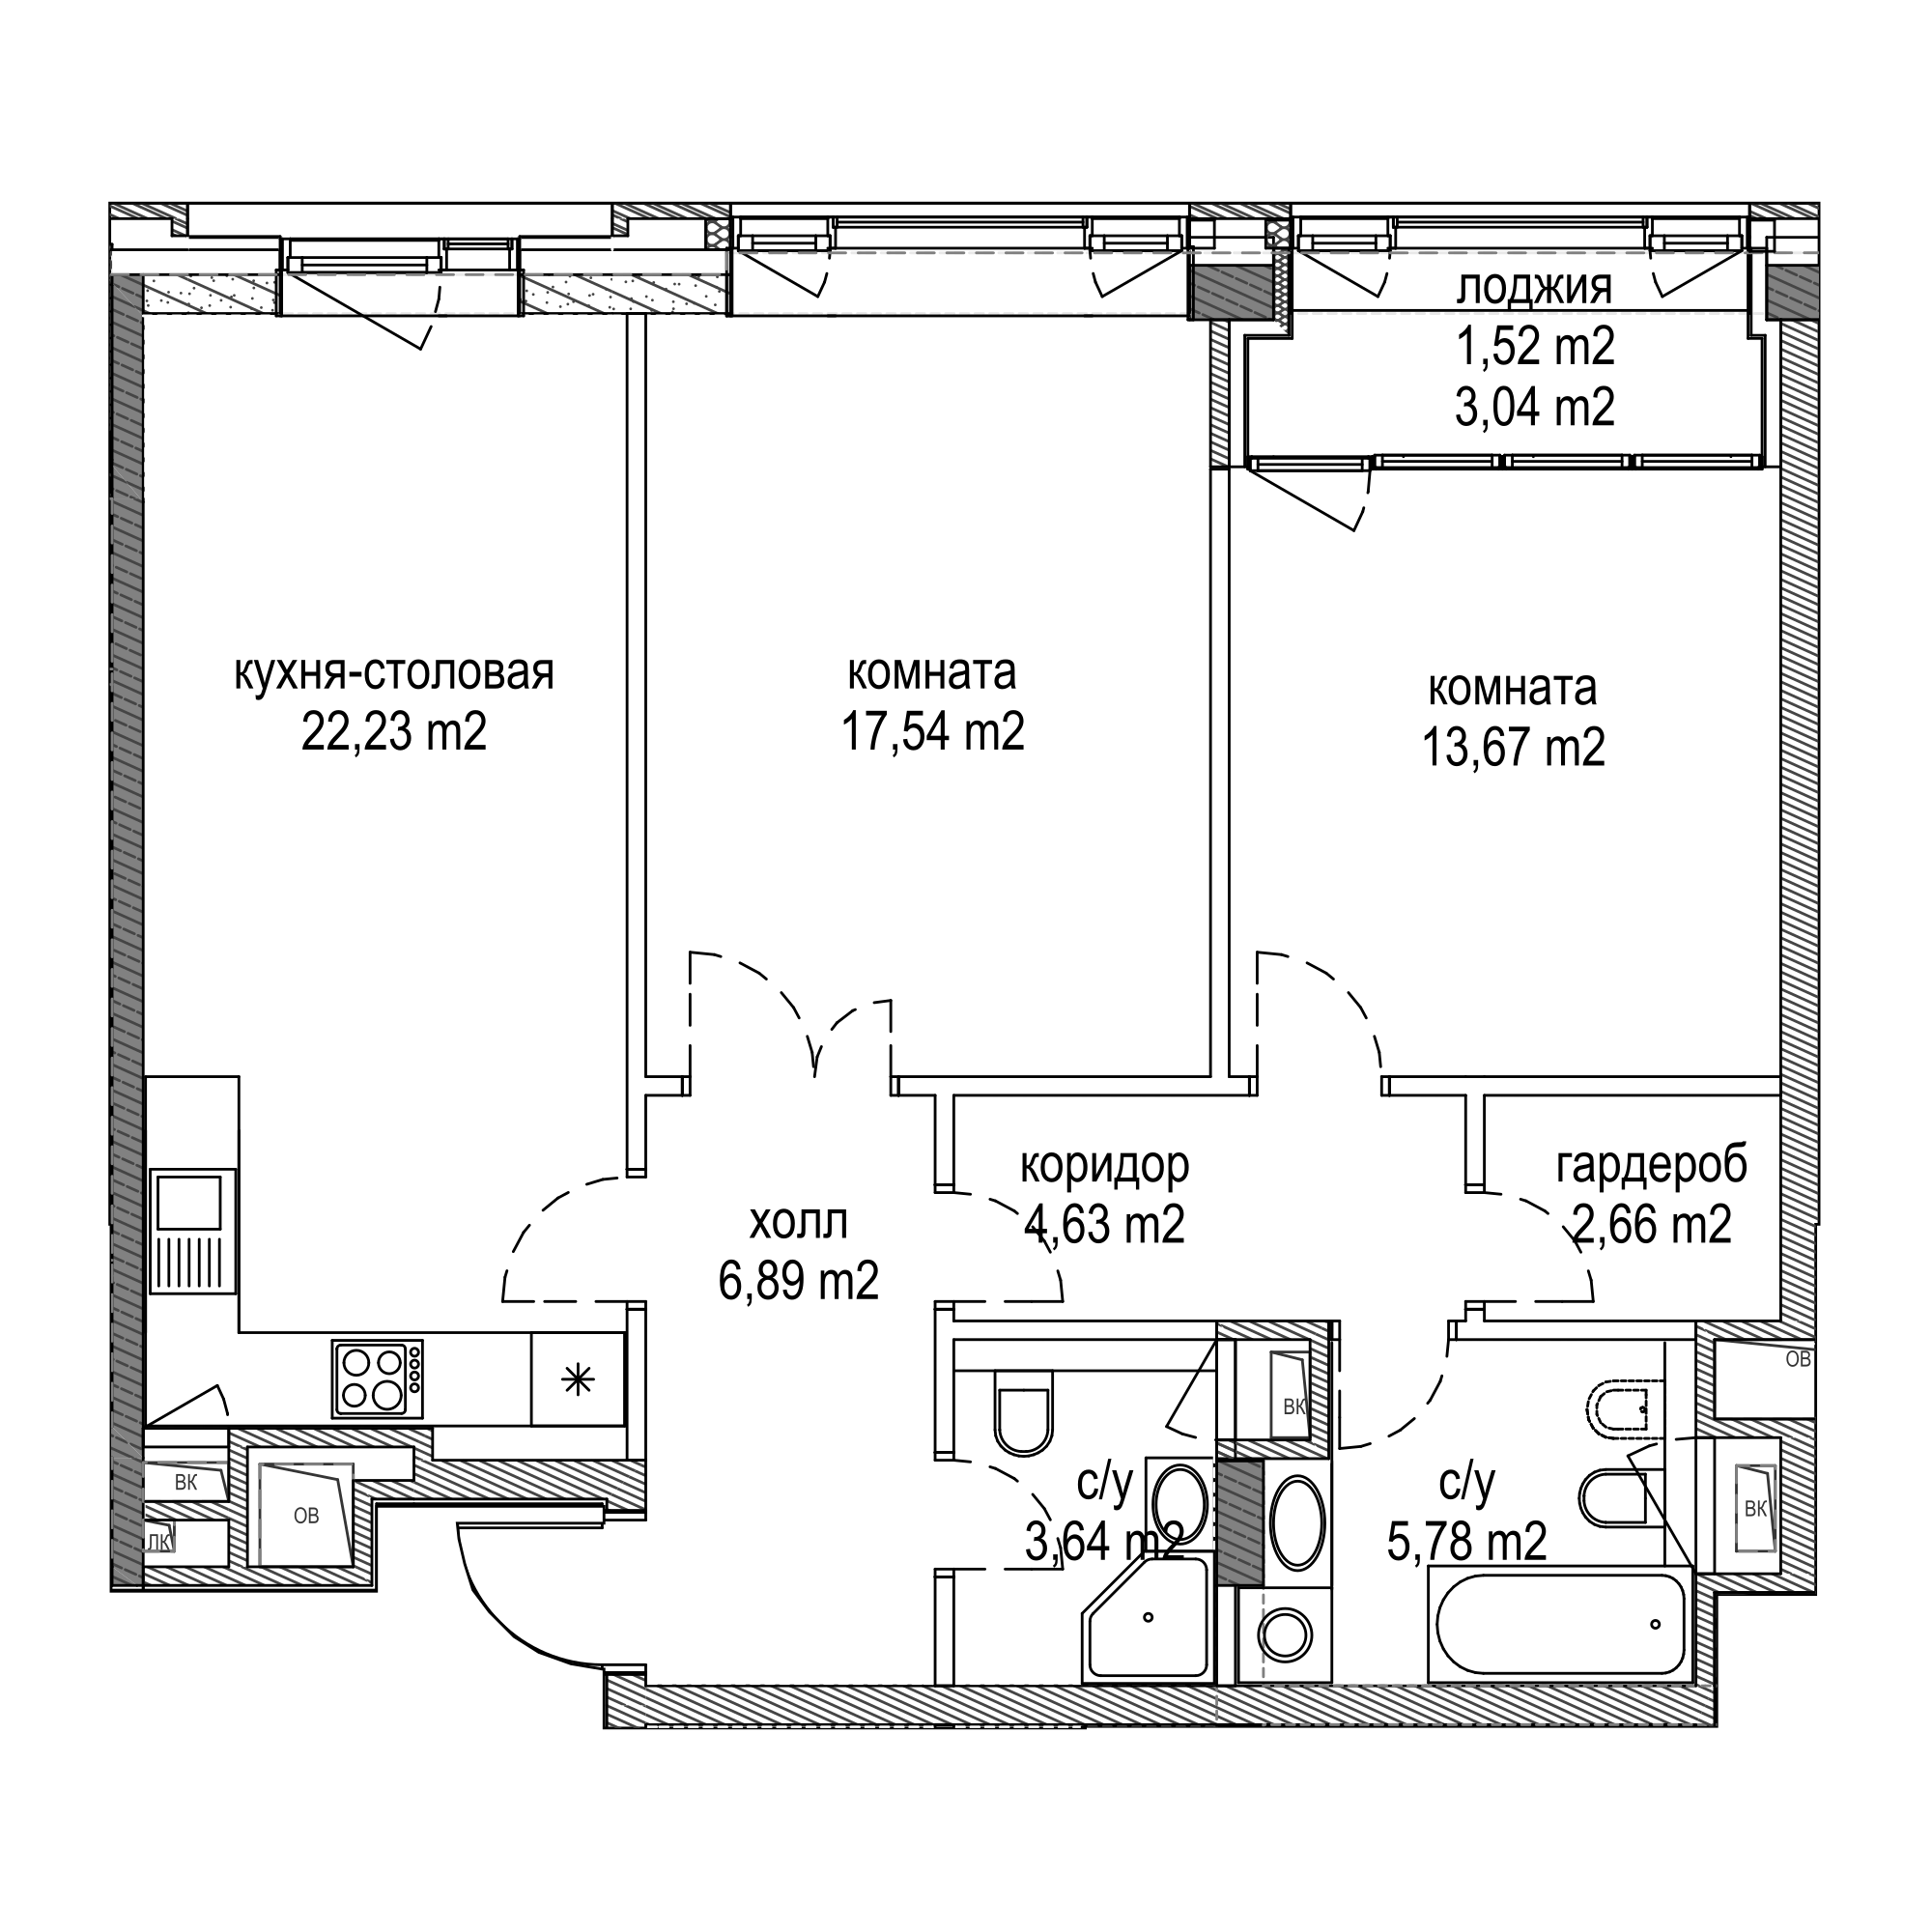 лоджия
1,52 m2
3,04 m2
кухня-столовая
22,23 m2
комната
17,54 m2
комната
13,67 m2
коридор
4,63 m2
гардероб
2,66 m2
холл
6,89 m2
ОВ
ВК
с/у
3,64 m2
с/у
5,78 m2
ВК
ВК
ОВ
ЛК